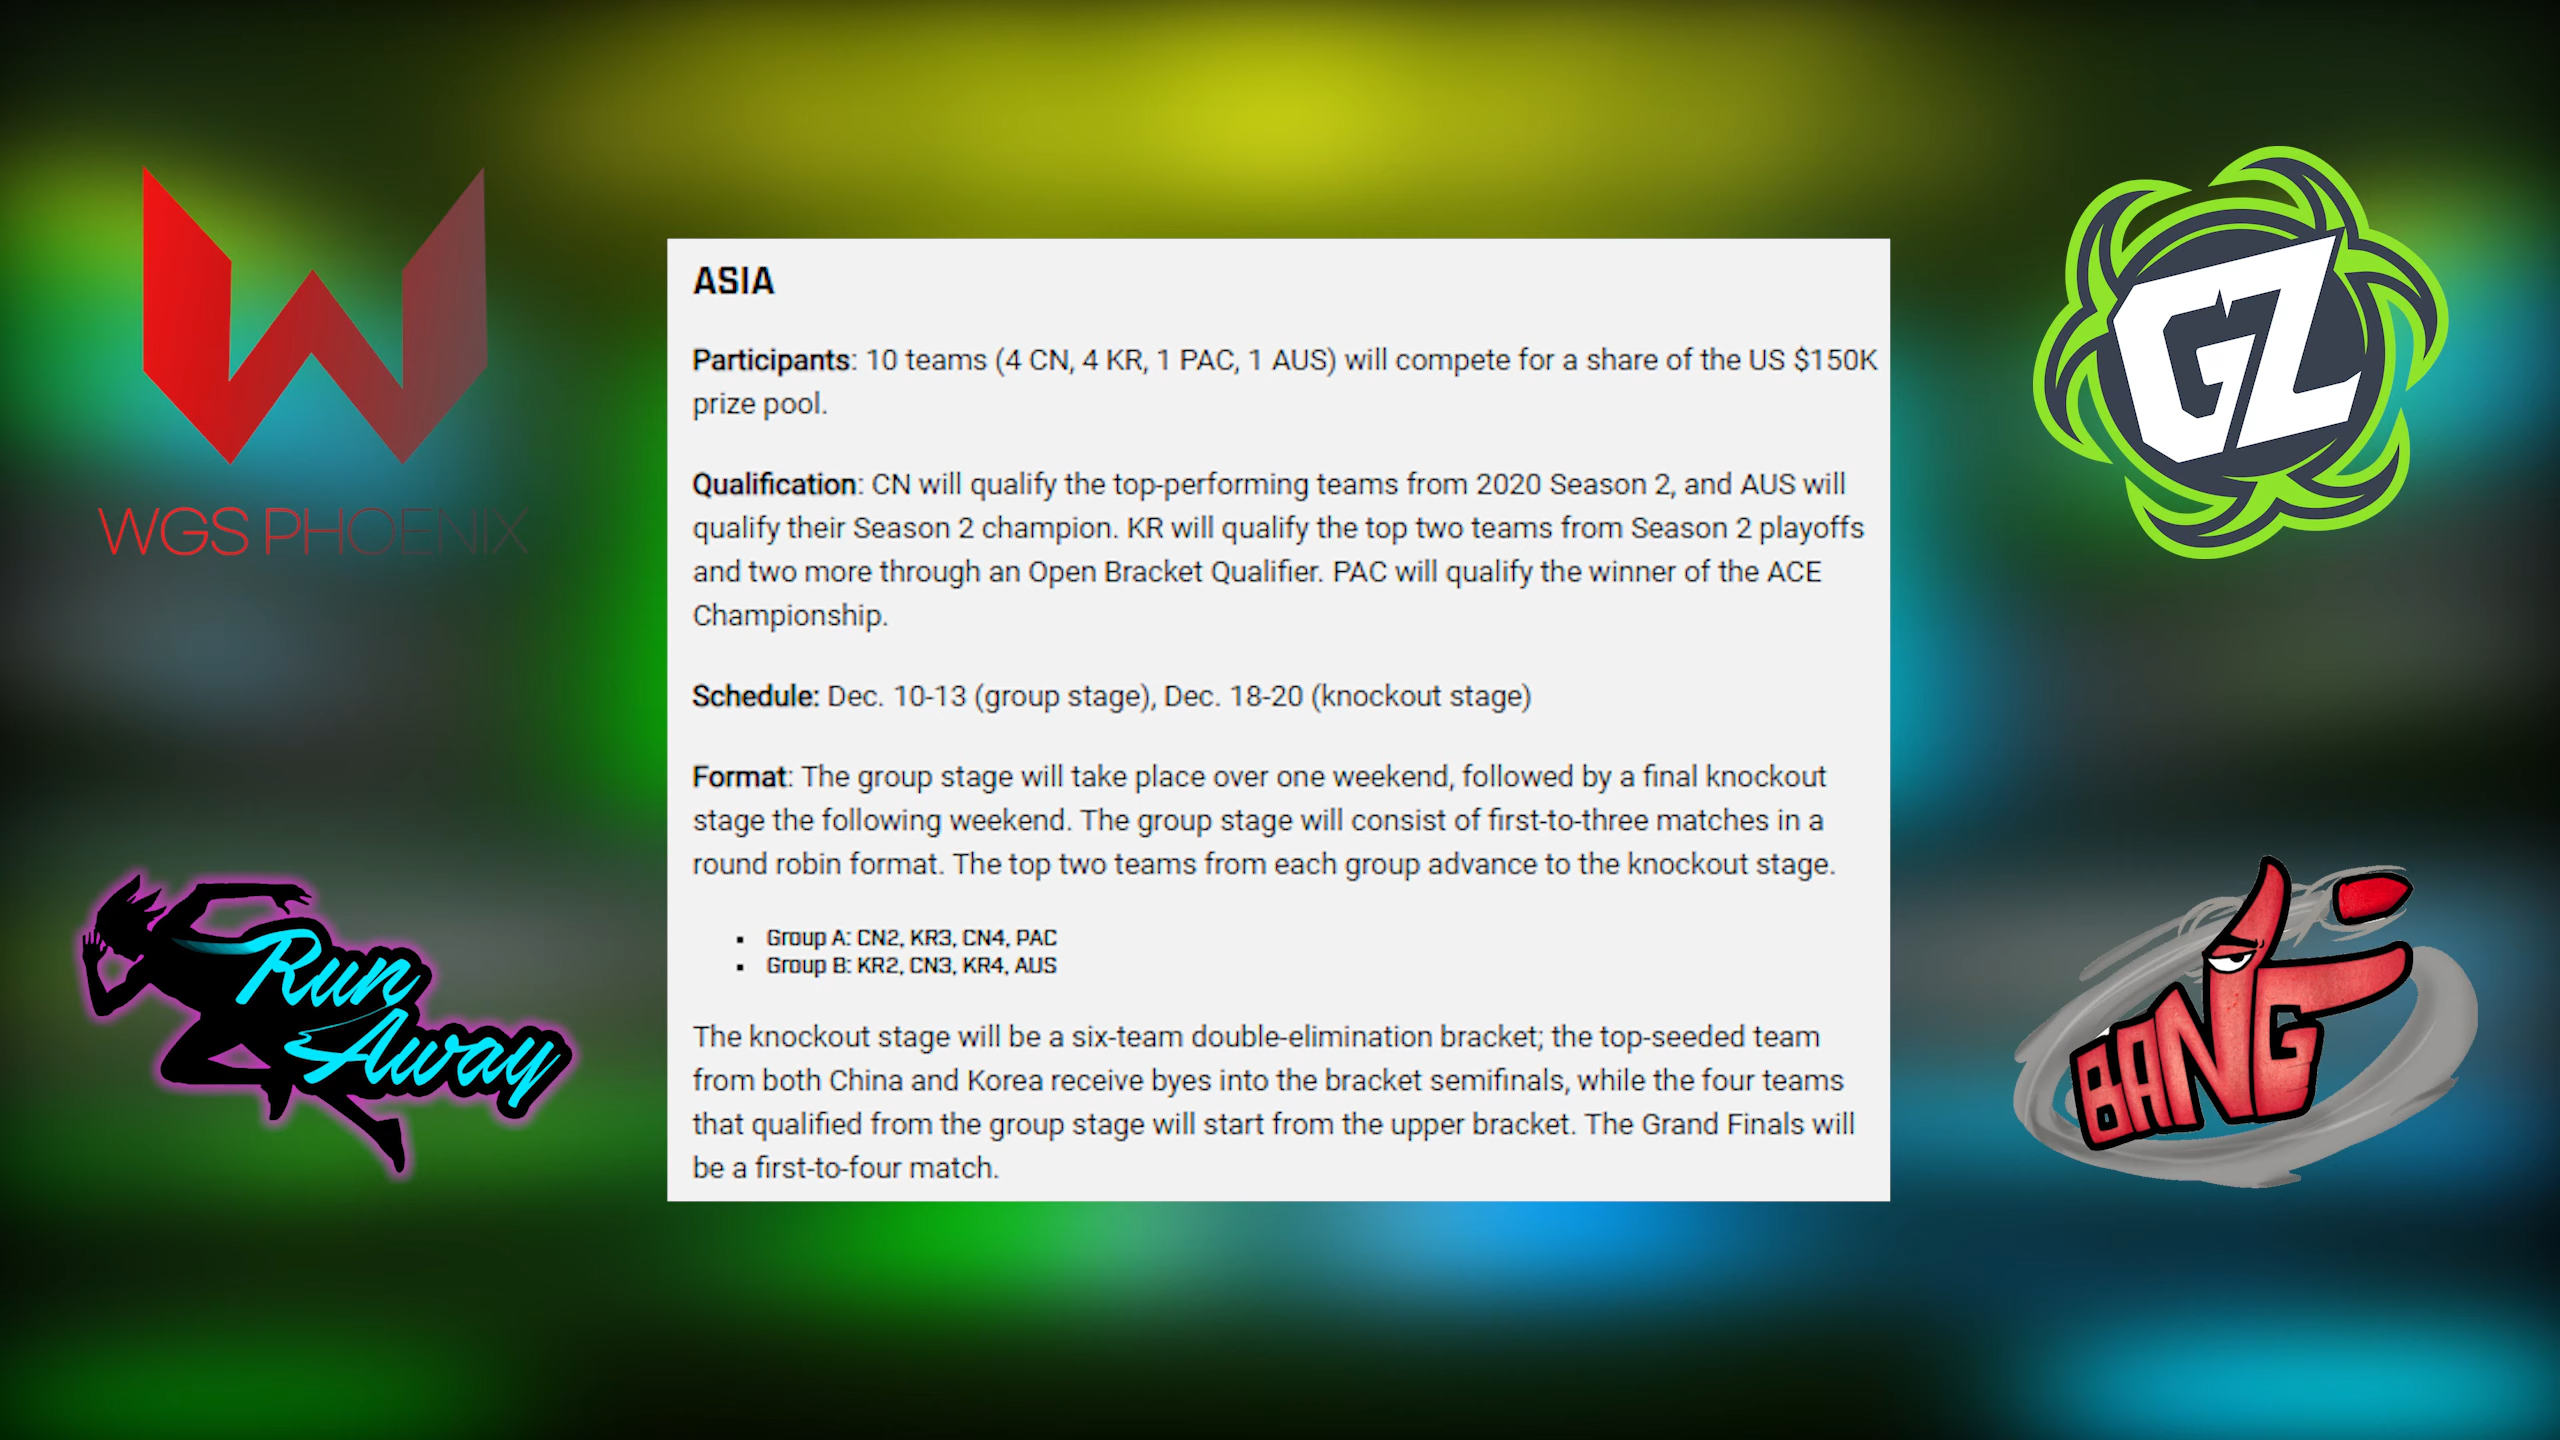 WGS PHOENIX
GZ
ASIA
Participants: 10 teams (4 CN, 4 KR, 1 PAC, 1 AUS) will compete for a share of the US $150K
prize pool.
Qualification: CN will qualify the top-performing teams from 2020 Season 2, and AUS will
qualify their Season 2 champion. KR will qualify the top two teams from Season 2 playoffs
and two more through an Open Bracket Qualifier. PAC will qualify the winner of the ACE
Championship.
Schedule: Dec. 10-13 (group stage), Dec. 18-20 (knockout stage)
Format: The group stage will take place over one weekend, followed by a final knockout
stage the following weekend. The group stage will consist of first-to-three matches in a
round robin format. The top two teams from each group advance to the knockout stage.
▪ Group A: CN2, KR3, CN4, PAC
▪ Group B: KR2, CN3, KR4, AUS
The knockout stage will be a six-team double-elimination bracket; the top-seeded team
from both China and Korea receive byes into the bracket semifinals, while the four teams
that qualified from the group stage will start from the upper bracket. The Grand Finals will
be a first-to-four match.
Run
Away
BANG